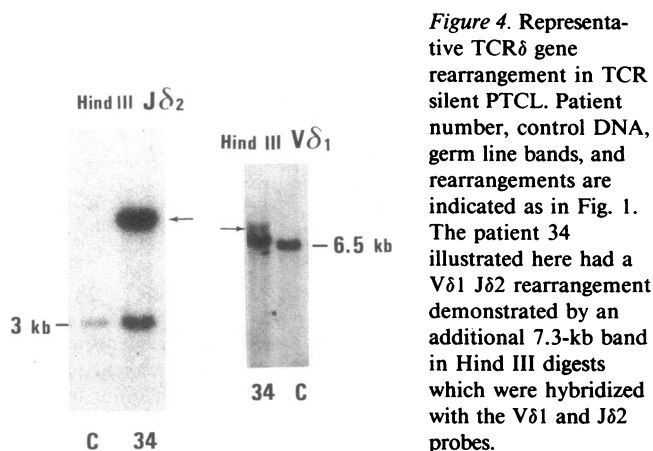 Hind III Jδ2
3 kb
C 34
Hind III Vδ1
6.5 kb
34 C
Figure 4. Representa-
tive TCRδ gene
rearrangement in TCR
silent PTCL. Patient
number, control DNA,
germ line bands, and
rearrangements are
indicated as in Fig. 1.
The patient 34
illustrated here had a
Vδ1 Jδ2 rearrangement
demonstrated by an
additional 7.3-kb band
in Hind III digests
which were hybridized
with the Vδ1 and Jδ2
probes.